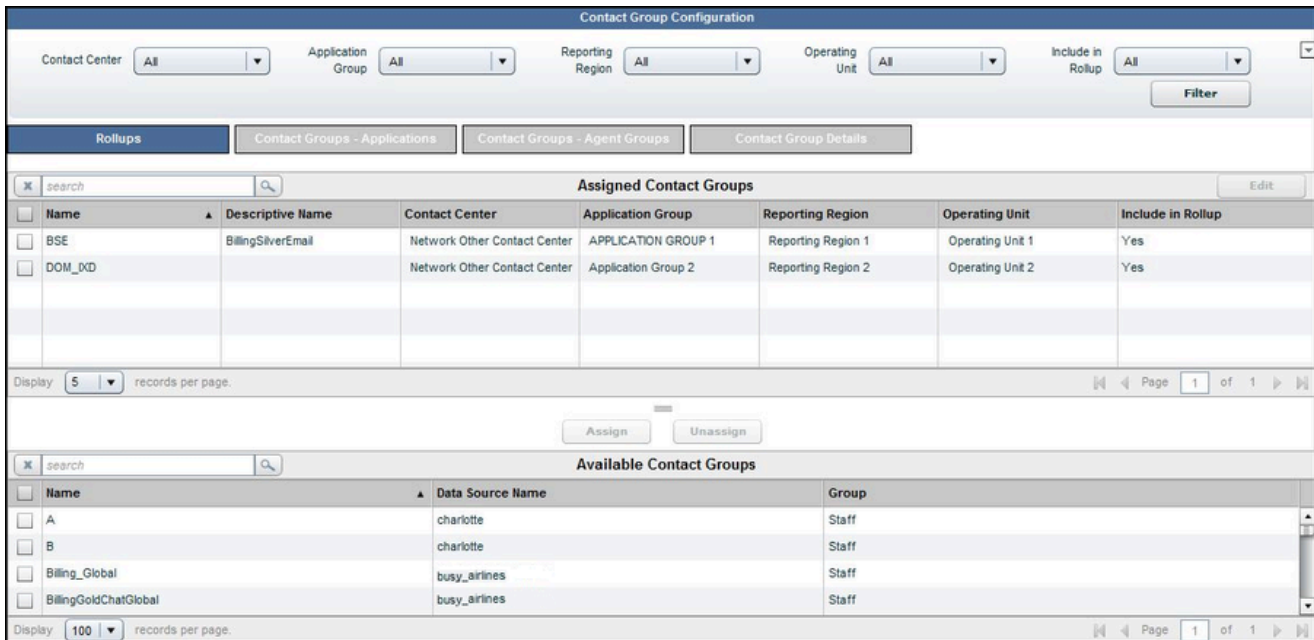 Contact Group Configuration
Contact Center All Application Group All Reporting Region All Operating Unit All Include in Rollup All
Filter
Rollups Contact Groups - Applications Contact Groups - Agent Groups Contact Group Details
search Assigned Contact Groups Edit
Name Descriptive Name Contact Center Application Group Reporting Region Operating Unit Include in Rollup
BSE BillingSilverEmail Network Other Contact Center APPLICATION GROUP 1 Reporting Region 1 Operating Unit 1 Yes
DOM_IXD Network Other Contact Center Application Group 2 Reporting Region 2 Operating Unit 2 Yes
Display 5 records per page. Page 1 of 1
Assign Unassign
search Available Contact Groups
Name Data Source Name Group
A charlotte Staff
B charlotte Staff
Billing_Global busy_airlines Staff
BillingGoldChatGlobal busy_airlines Staff
Display 100 records per page. Page 1 of 1